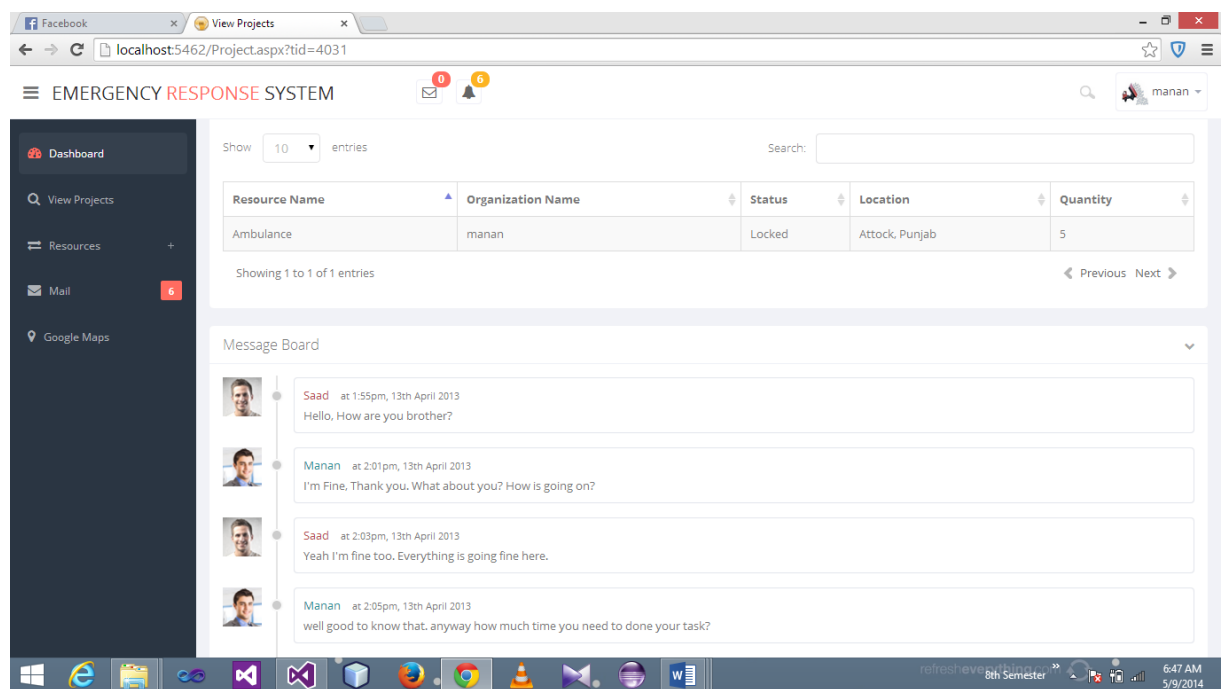 Facebook
View Projects
localhost:5462/Project.aspx?tid=4031
EMERGENCY RESPONSE SYSTEM
0
6
manan
Dashboard
View Projects
Resources +
Mail 6
Google Maps
Show 10 entries
Search:
Resource Name Organization Name Status Location Quantity
Ambulance manan Locked Attock, Punjab 5
Showing 1 to 1 of 1 entries
Previous Next
Message Board
Saad at 1:55pm, 13th April 2013
Hello, How are you brother?
Manan at 2:01pm, 13th April 2013
I'm Fine, Thank you. What about you? How is going on?
Saad at 2:03pm, 13th April 2013
Yeah I'm fine too. Everything is going fine here.
Manan at 2:05pm, 13th April 2013
well good to know that. anyway how much time you need to done your task?
8th Semester
6:47 AM
5/9/2014